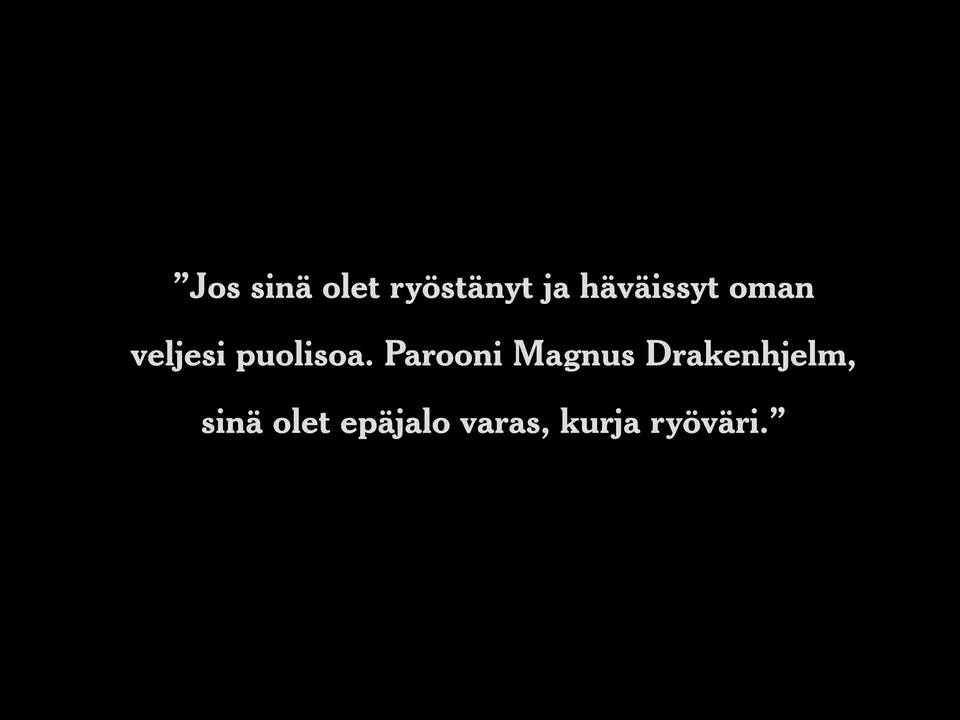 ”Jos sinä olet ryöstänyt ja häväissyt oman
veljesi puolisoa. Parooni Magnus Drakenhjelm,
sinä olet epäjalo varas, kurja ryöväri.”